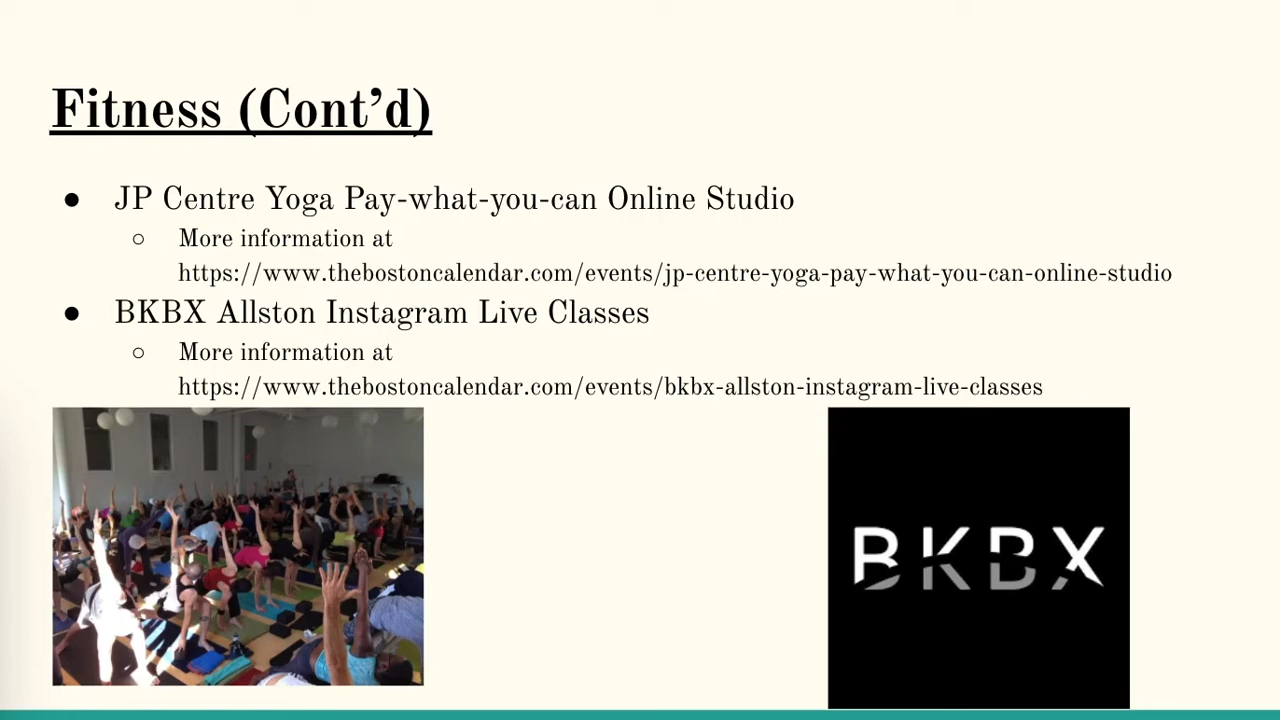 Fitness (Cont’d)
● JP Centre Yoga Pay-what-you-can Online Studio
○ More information at
https://www.thebostoncalendar.com/events/jp-centre-yoga-pay-what-you-can-online-studio
● BKBX Allston Instagram Live Classes
○ More information at
https://www.thebostoncalendar.com/events/bkbx-allston-instagram-live-classes
BKBX